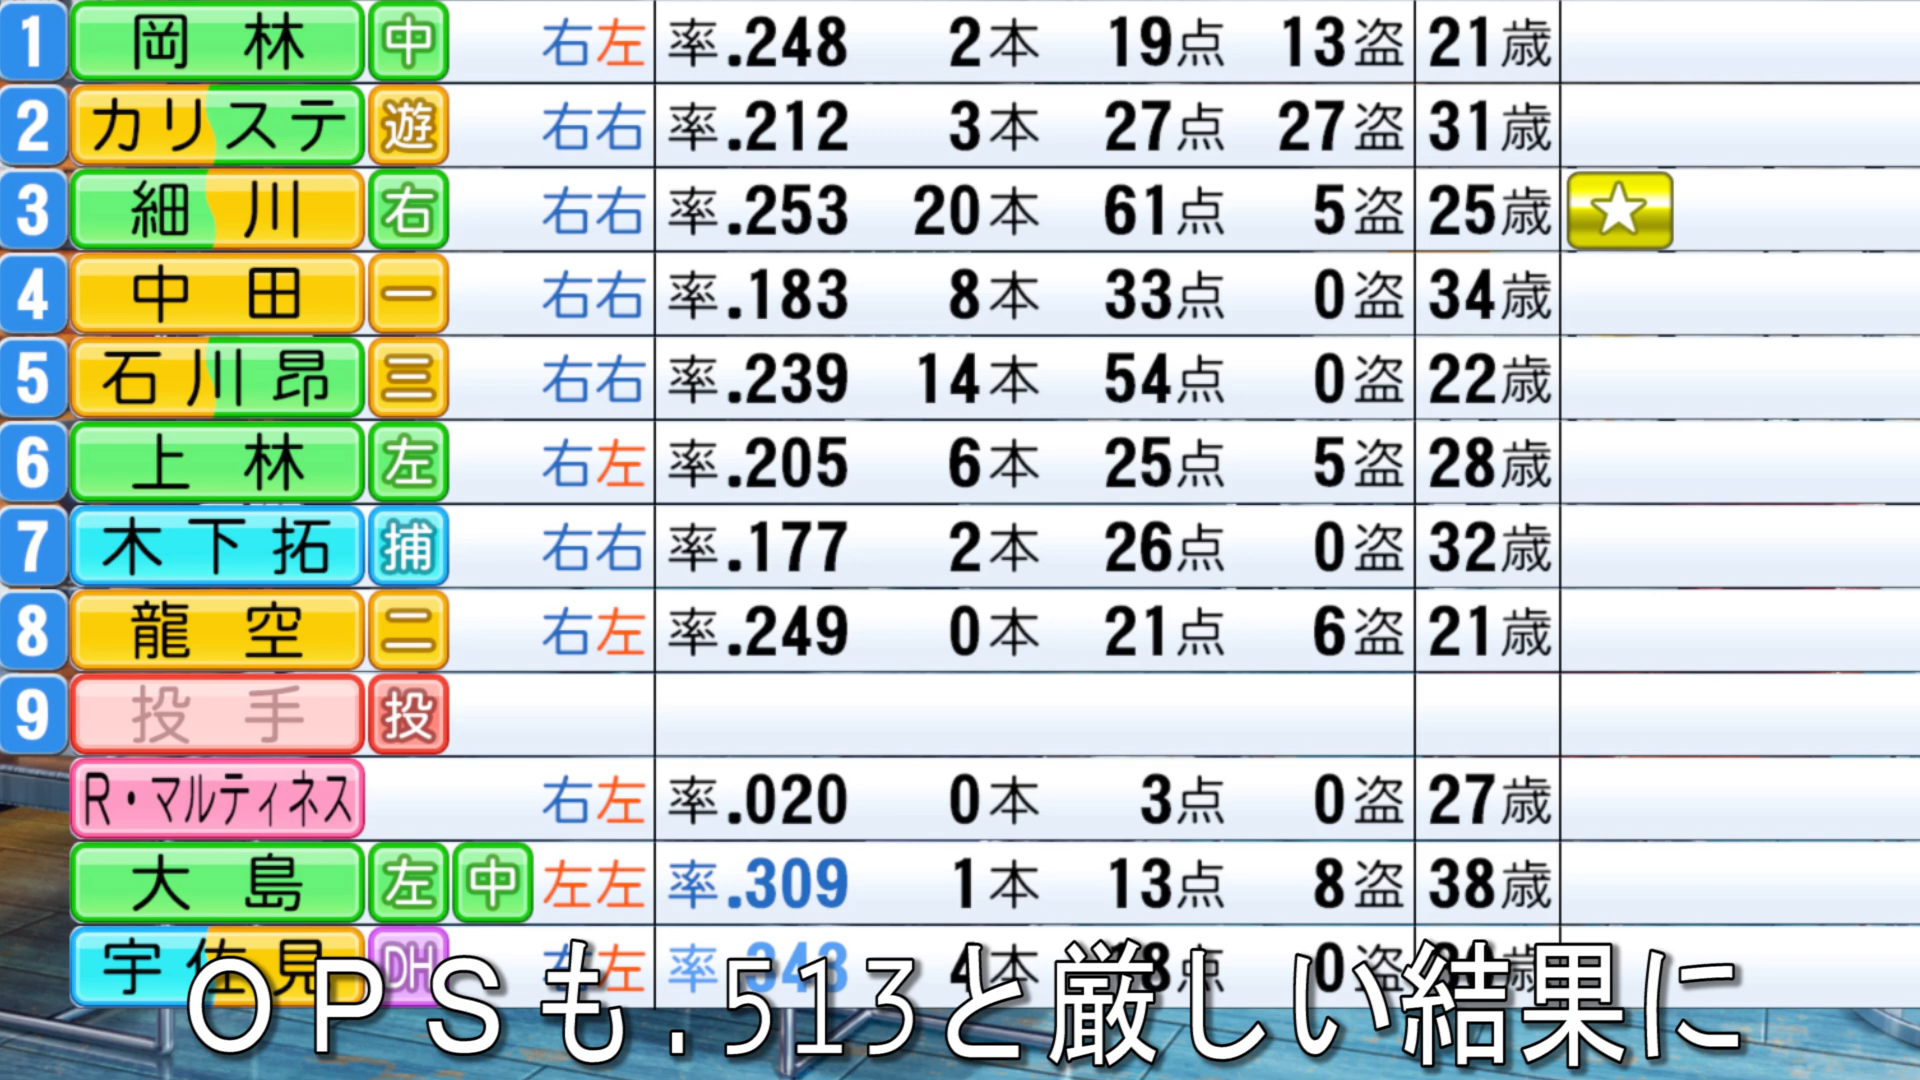 1 岡林 中 右左 率.248 2本 19点 13盗 21歳
2 カリステ 遊 右右 率.212 3本 27点 27盗 31歳
3 細川 右 右右 率.253 20本 61点 5盗 25歳
4 中田 一 右右 率.183 8本 33点 0盗 34歳
5 石川昂 三 右右 率.239 14本 54点 0盗 22歳
6 上林 左 右左 率.205 6本 25点 5盗 28歳
7 木下拓 捕 右右 率.177 2本 26点 0盗 32歳
8 龍空 二 右左 率.249 0本 21点 6盗 21歳
9 投手 投
R・マルティネス 右左 率.020 0本 3点 0盗 27歳
大島 左 中 左左 率.309 1本 13点 8盗 38歳
宇佐見 DH 右左 率.343 4本 0盗
OPSも.513と厳しい結果に